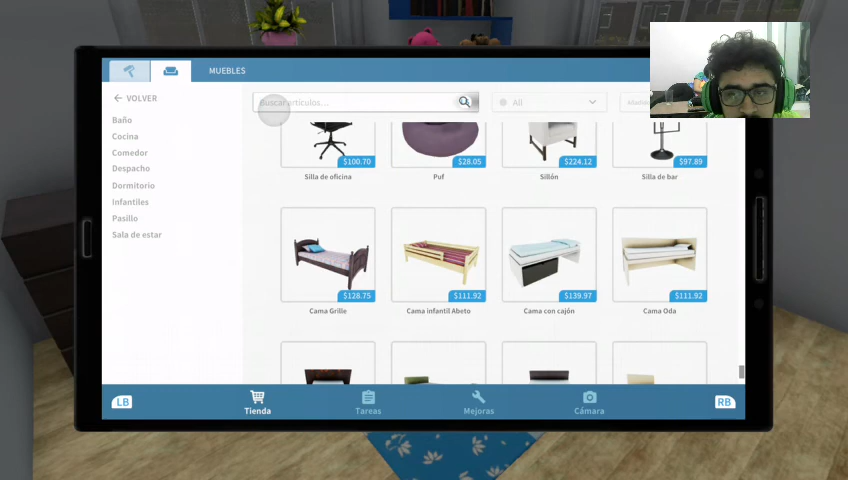 MUEBLES
VOLVER
Buscar artículos...
All
Baño
Cocina
Comedor
Despacho
Dormitorio
Infantiles
Pasillo
Sala de estar
$100.70
$28.05
$224.12
$97.89
Silla de oficina
Puf
Sillón
Silla de bar
$128.75
$111.92
$139.97
$111.92
Cama Grille
Cama infantil Abeto
Cama con cajón
Cama Oda
LB
Tienda
Tareas
Mejoras
Cámara
RB